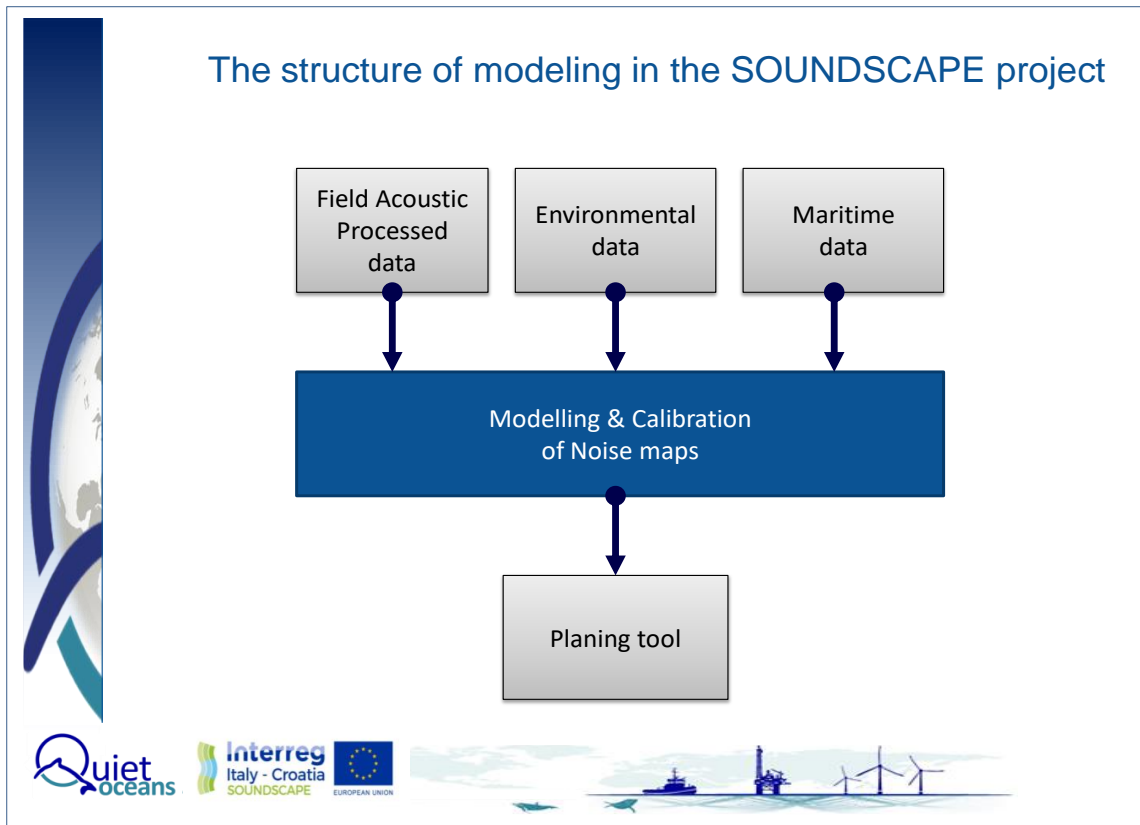 The structure of modeling in the SOUNDSCAPE project
Field Acoustic
Processed
data
Environmental
data
Maritime
data
Modelling & Calibration
of Noise maps
Planing tool
Quiet
oceans
Interreg
Italy - Croatia
SOUNDSCAPE
EUROPEAN UNION